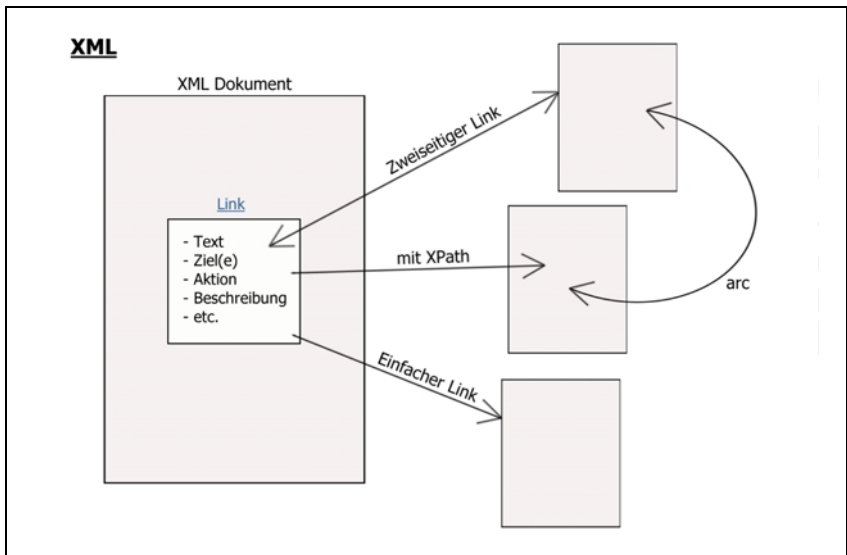 XML
XML Dokument
Link
- Text
- Ziel(e)
- Aktion
- Beschreibung
- etc.
Zweiseitiger Link
mit XPath
Einfacher Link
arc